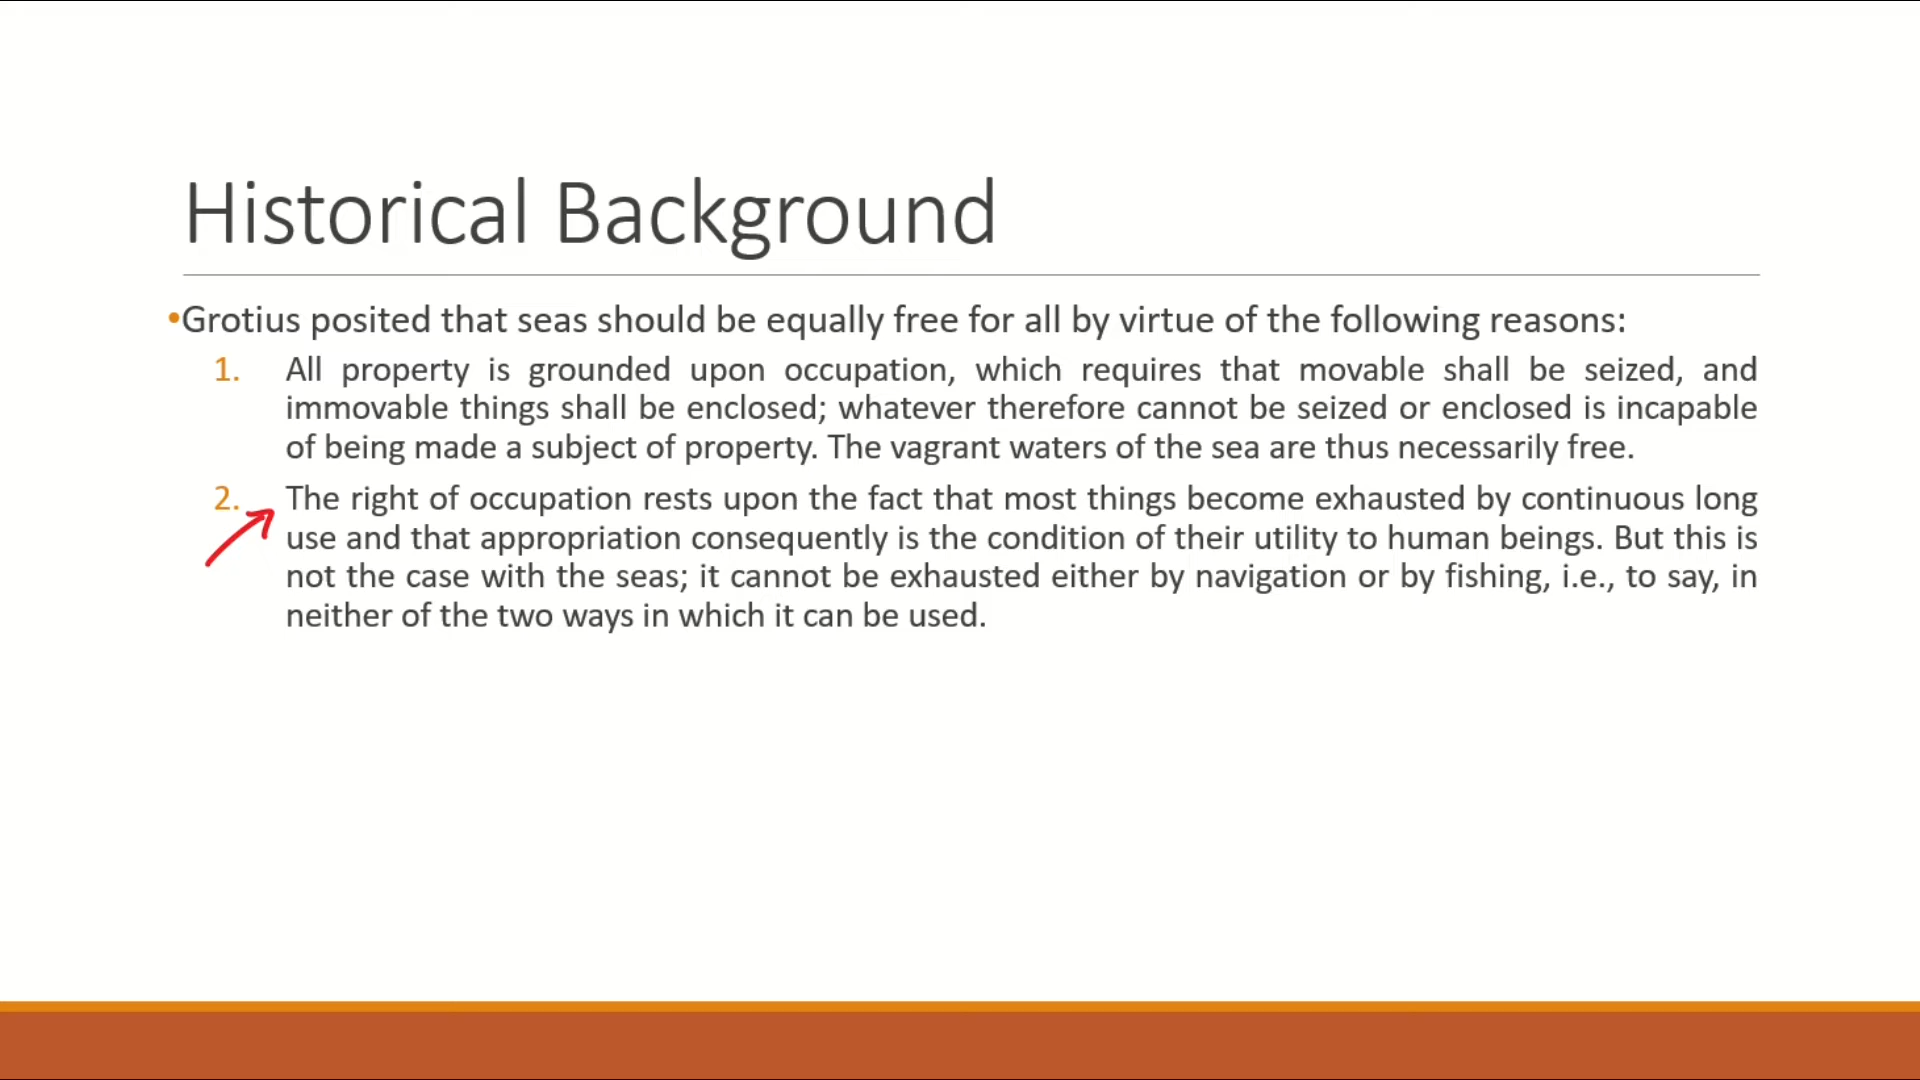 Historical Background
•Grotius posited that seas should be equally free for all by virtue of the following reasons:
1. All property is grounded upon occupation, which requires that movable shall be seized, and
immovable things shall be enclosed; whatever therefore cannot be seized or enclosed is incapable
of being made a subject of property. The vagrant waters of the sea are thus necessarily free.
2. The right of occupation rests upon the fact that most things become exhausted by continuous long
use and that appropriation consequently is the condition of their utility to human beings. But this is
not the case with the seas; it cannot be exhausted either by navigation or by fishing, i.e., to say, in
neither of the two ways in which it can be used.